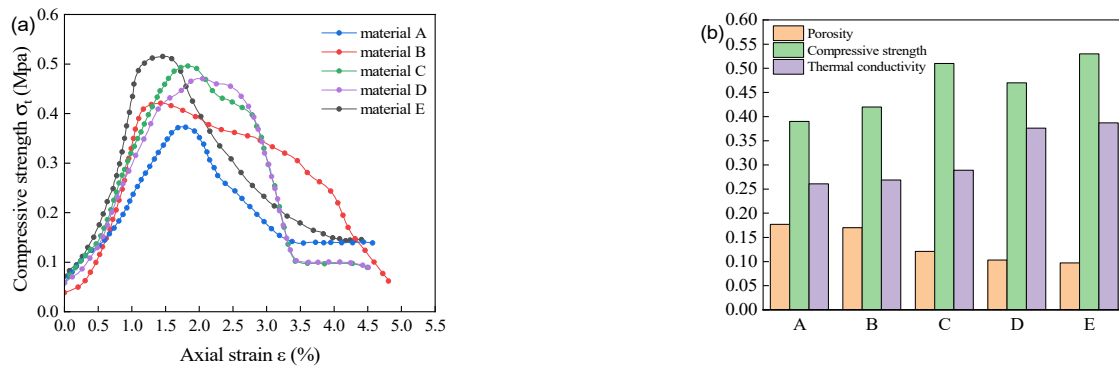 (a)
Compressive strength σt (Mpa)
0.6
0.5
0.4
0.3
0.2
0.1
0.0
material A
material B
material C
material D
material E
0.0 0.5 1.0 1.5 2.0 2.5 3.0 3.5 4.0 4.5 5.0 5.5
Axial strain ε (%)
(b)
0.60
0.55
0.50
0.45
0.40
0.35
0.30
0.25
0.20
0.15
0.10
0.05
0.00
Porosity
Compressive strength
Thermal conductivity
A B C D E